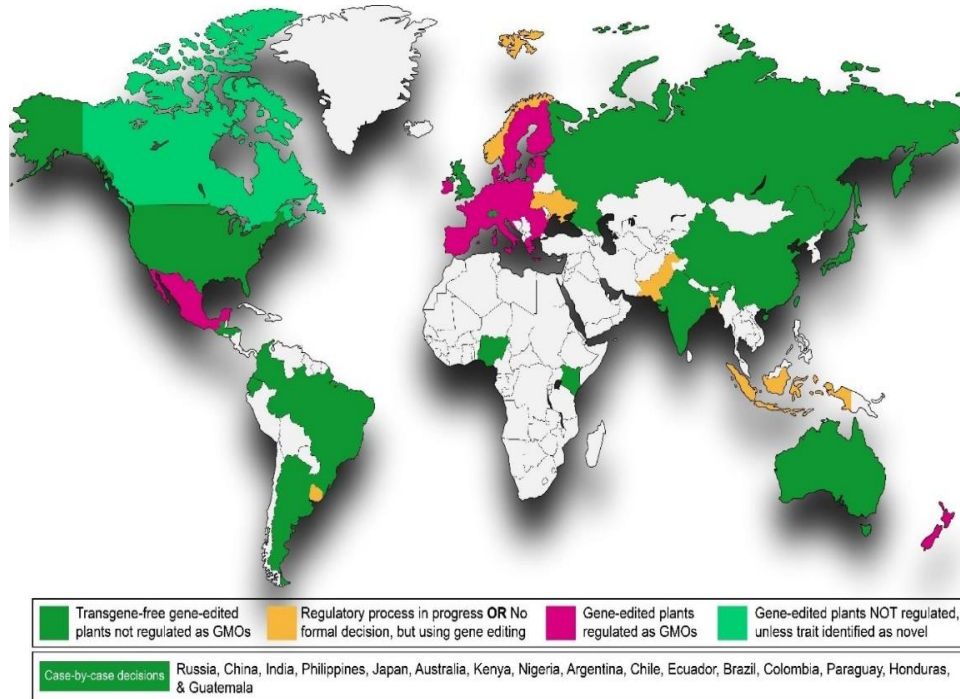 Transgene-free gene-edited
plants not regulated as GMOs
Regulatory process in progress OR No
formal decision, but using gene editing
Gene-edited plants
regulated as GMOs
Gene-edited plants NOT regulated,
unless trait identified as novel
Case-by-case decisions
Russia, China, India, Philippines, Japan, Australia, Kenya, Nigeria, Argentina, Chile, Ecuador, Brazil, Colombia, Paraguay, Honduras,
& Guatemala